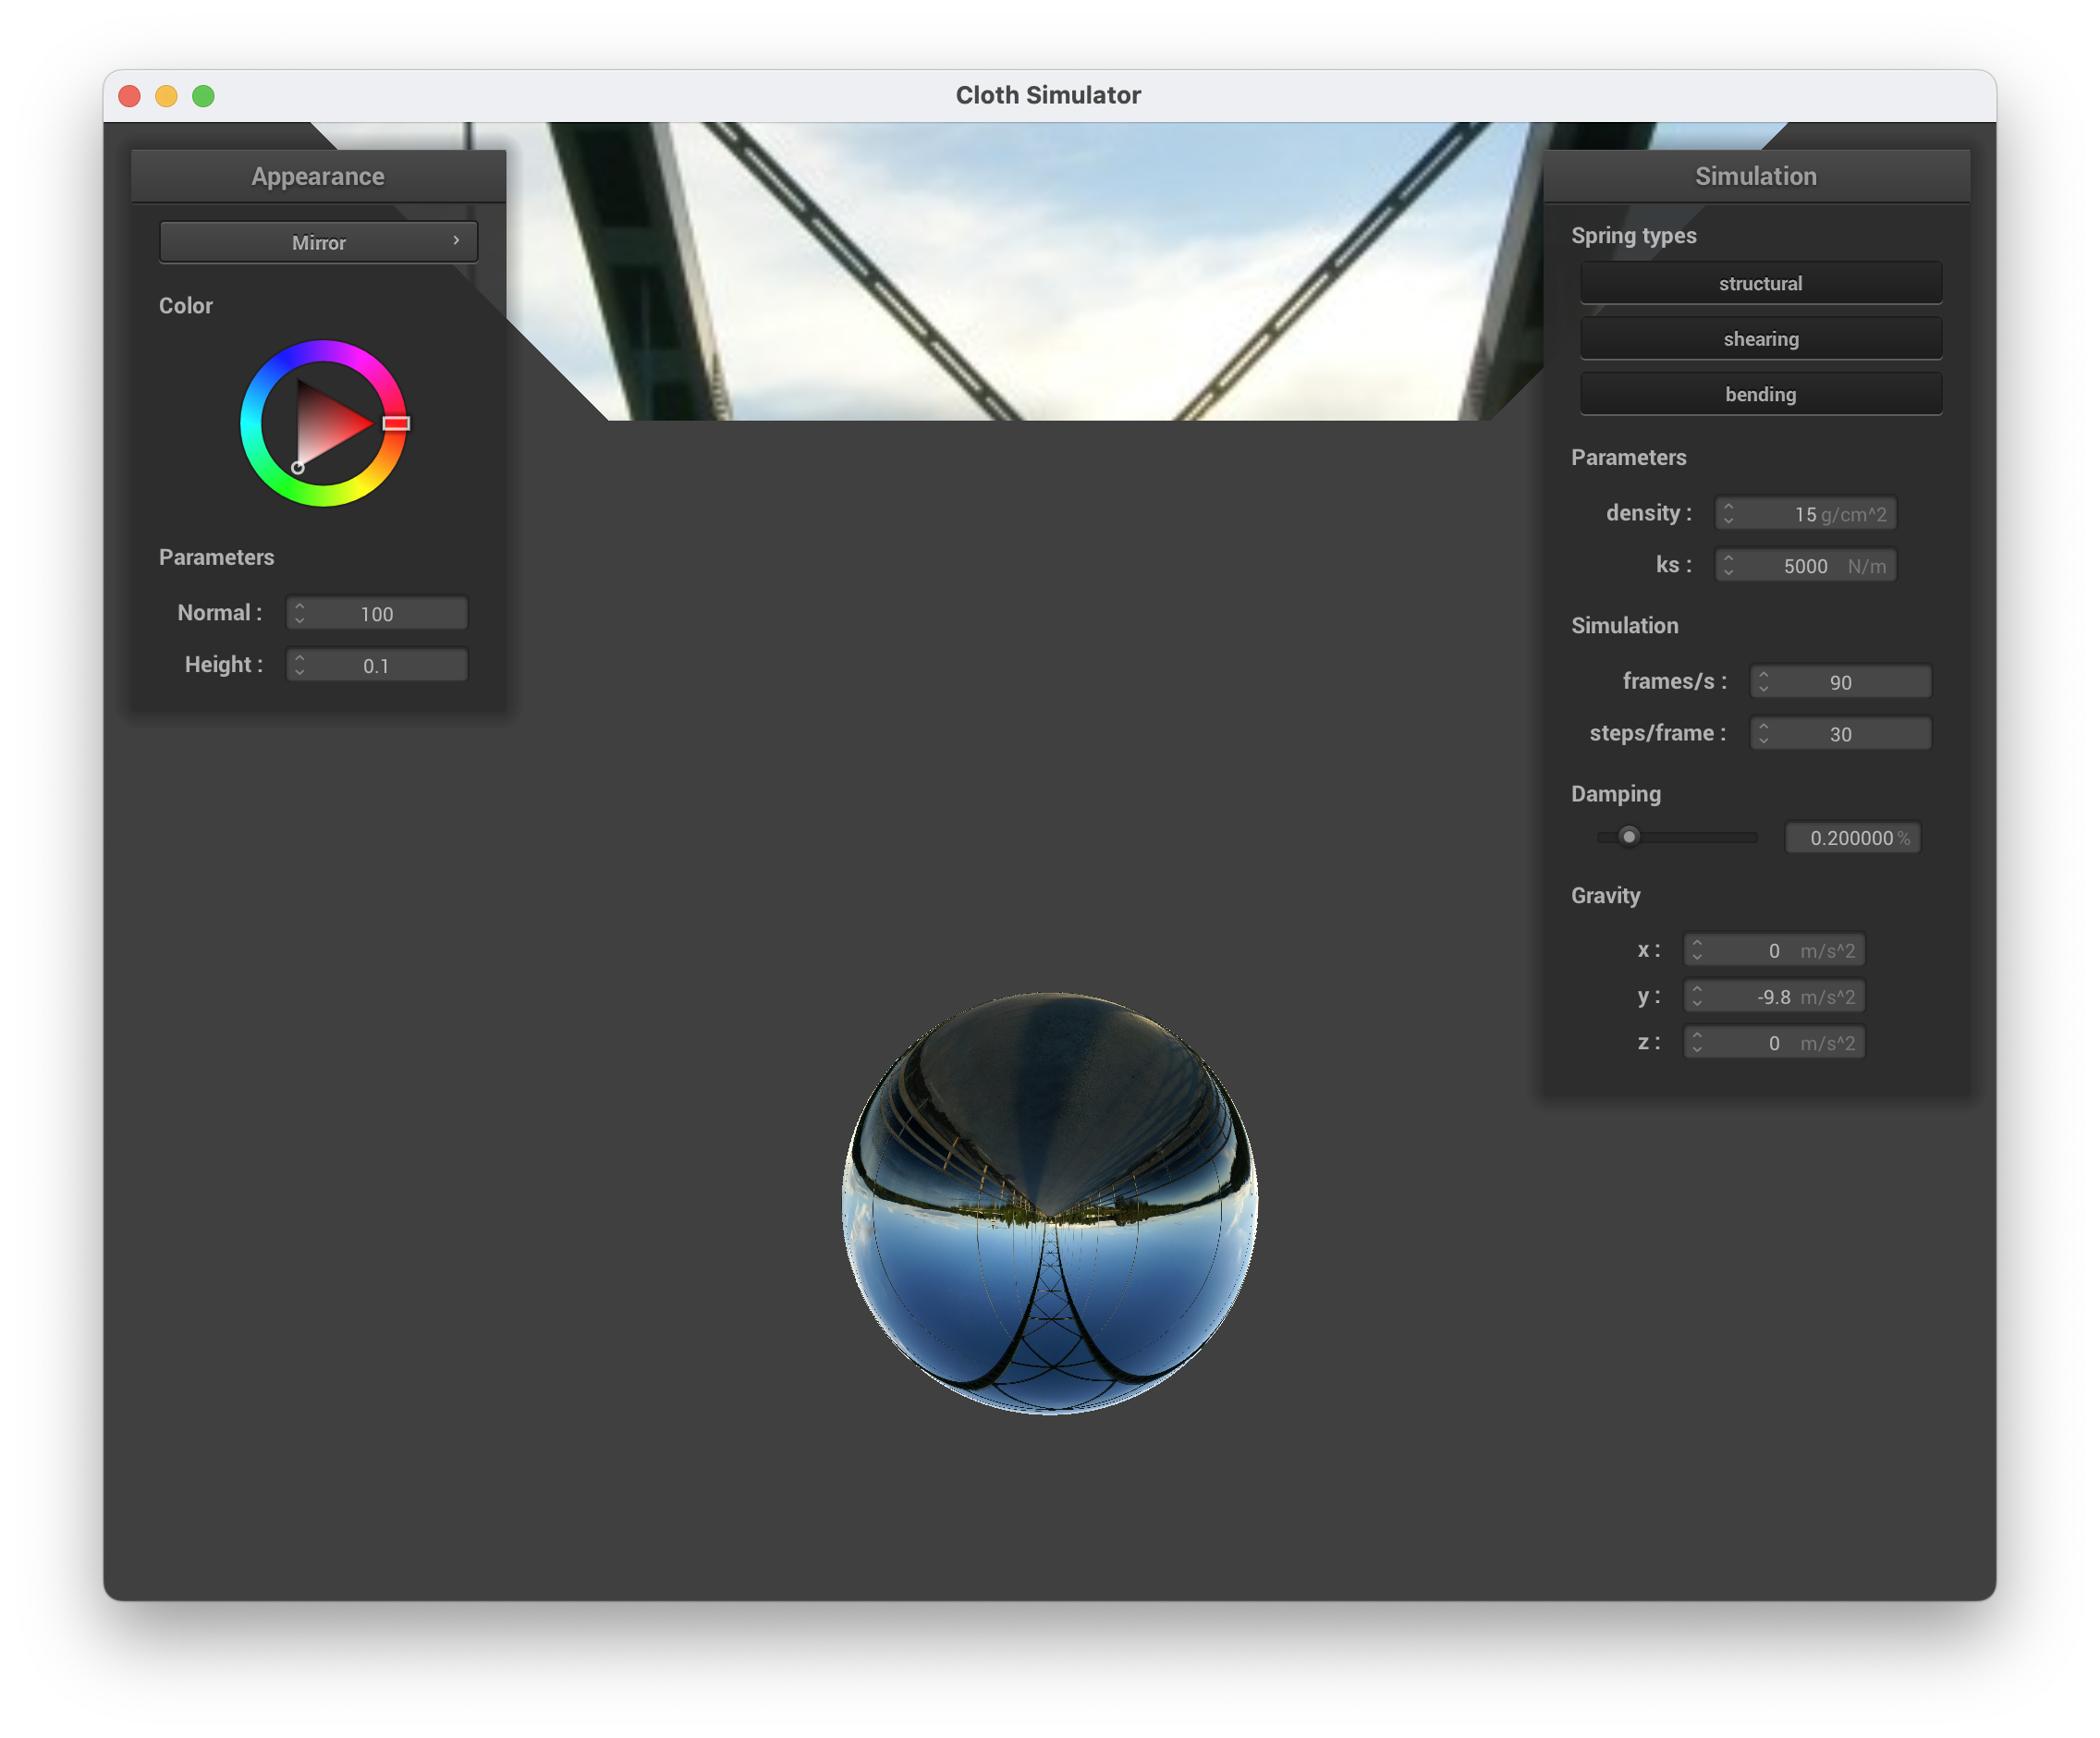 Cloth Simulator
Appearance
Mirror
Color
Parameters
Normal : 100
Height : 0.1
Simulation
Spring types
structural
shearing
bending
Parameters
density : 15 g/cm^2
ks : 5000 N/m
Simulation
frames/s : 90
steps/frame : 30
Damping
0.200000 %
Gravity
x : 0 m/s^2
y : -9.8 m/s^2
z : 0 m/s^2